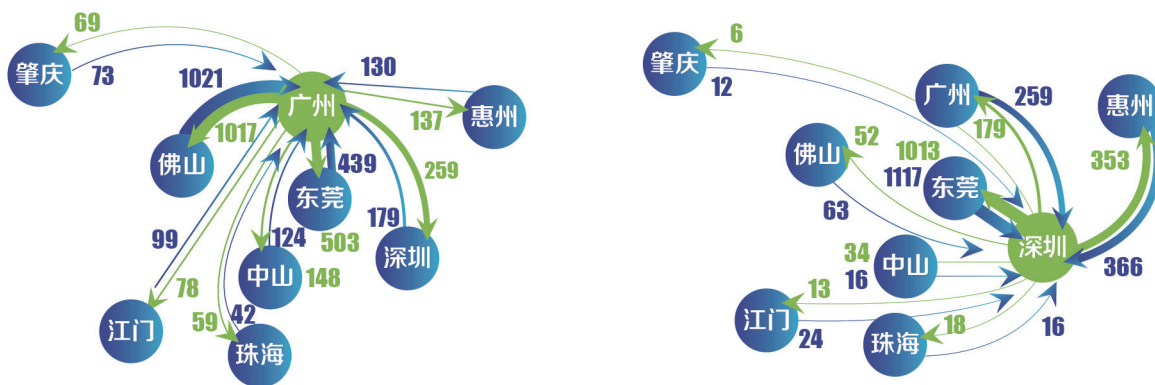 69
肇庆
73
1021
130
广州
惠州
137
1017
佛山
439
259
东莞
503
179
深圳
99
124
中山
148
78
59
42
江门
珠海
6
肇庆
12
广州
259
惠州
179
52
佛山
1013
1117
东莞
353
63
深圳
366
34
中山
16
13
江门
24
18
珠海
16